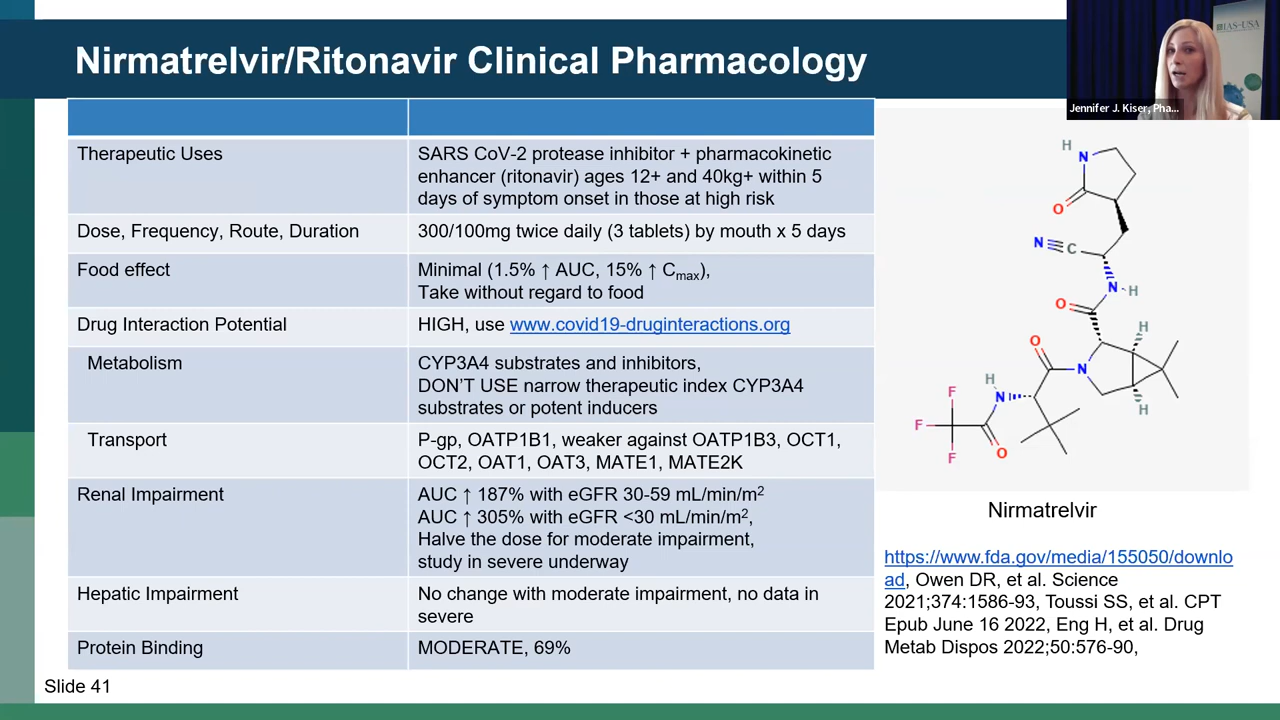 Nirmatrelvir/Ritonavir Clinical Pharmacology
IAS-USA
Jennifer J. Kiser, Pha...
Therapeutic Uses
SARS CoV-2 protease inhibitor + pharmacokinetic
enhancer (ritonavir) ages 12+ and 40kg+ within 5
days of symptom onset in those at high risk
Dose, Frequency, Route, Duration
300/100mg twice daily (3 tablets) by mouth x 5 days
Food effect
Minimal (1.5% ↑ AUC, 15% ↑ Cmax),
Take without regard to food
Drug Interaction Potential
HIGH, use www.covid19-druginteractions.org
Metabolism
CYP3A4 substrates and inhibitors,
DON'T USE narrow therapeutic index CYP3A4
substrates or potent inducers
Transport
P-gp, OATP1B1, weaker against OATP1B3, OCT1,
OCT2, OAT1, OAT3, MATE1, MATE2K
Renal Impairment
AUC ↑ 187% with eGFR 30-59 mL/min/m²
AUC ↑ 305% with eGFR <30 mL/min/m²,
Halve the dose for moderate impairment,
study in severe underway
Hepatic Impairment
No change with moderate impairment, no data in
severe
Protein Binding
MODERATE, 69%
H
N
O
N
C
N
H
O
H
O
N
H
N
F
F
F
O
H
Nirmatrelvir
https://www.fda.gov/media/155050/downlo
ad, Owen DR, et al. Science
2021;374:1586-93, Toussi SS, et al. CPT
Epub June 16 2022, Eng H, et al. Drug
Metab Dispos 2022;50:576-90,
Slide 41